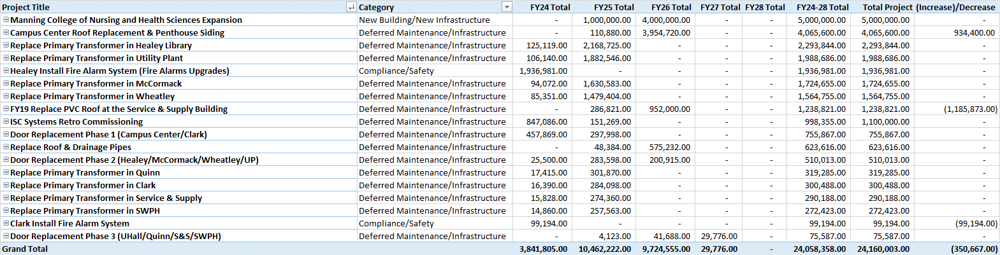 Project Title Category FY24 Total FY25 Total FY26 Total FY27 Total FY28 Total FY24-28 Total Total Project (Increase)/Decrease
Manning College of Nursing and Health Sciences Expansion New Building/New Infrastructure - 1,000,000.00 4,000,000.00 - - 5,000,000.00 5,000,000.00 -
Campus Center Roof Replacement & Penthouse Siding Deferred Maintenance/Infrastructure - 110,880.00 3,954,720.00 - - 4,065,600.00 4,065,600.00 934,400.00
Replace Primary Transformer in Healey Library Deferred Maintenance/Infrastructure 125,119.00 2,168,725.00 - - - 2,293,844.00 2,293,844.00 -
Replace Primary Transformer in Utility Plant Deferred Maintenance/Infrastructure 106,140.00 1,882,546.00 - - - 1,988,686.00 1,988,686.00 -
Healey Install Fire Alarm System (Fire Alarms Upgrades) Compliance/Safety 1,936,981.00 - - - - 1,936,981.00 1,936,981.00 -
Replace Primary Transformer in McCormack Deferred Maintenance/Infrastructure 94,072.00 1,630,583.00 - - - 1,724,655.00 1,724,655.00 -
Replace Primary Transformer in Wheatley Deferred Maintenance/Infrastructure 85,351.00 1,479,404.00 - - - 1,564,755.00 1,564,755.00 -
FY19 Replace PVC Roof at the Service & Supply Building Deferred Maintenance/Infrastructure - 286,821.00 952,000.00 - - 1,238,821.00 1,238,821.00 (1,185,873.00)
ISC Systems Retro Commissioning Deferred Maintenance/Infrastructure 847,086.00 151,269.00 - - - 998,355.00 1,100,000.00 -
Door Replacement Phase 1 (Campus Center/Clark) Deferred Maintenance/Infrastructure 457,869.00 297,998.00 - - - 755,867.00 755,867.00 -
Replace Roof & Drainage Pipes Deferred Maintenance/Infrastructure - 48,384.00 575,232.00 - - 623,616.00 623,616.00 -
Door Replacement Phase 2 (Healey/McCormack/Wheatley/UP) Deferred Maintenance/Infrastructure 25,500.00 283,598.00 200,915.00 - - 510,013.00 510,013.00 -
Replace Primary Transformer in Quinn Deferred Maintenance/Infrastructure 17,415.00 301,870.00 - - - 319,285.00 319,285.00 -
Replace Primary Transformer in Clark Deferred Maintenance/Infrastructure 16,390.00 284,098.00 - - - 300,488.00 300,488.00 -
Replace Primary Transformer in Service & Supply Deferred Maintenance/Infrastructure 15,828.00 274,360.00 - - - 290,188.00 290,188.00 -
Replace Primary Transformer in SWPH Deferred Maintenance/Infrastructure 14,860.00 257,563.00 - - - 272,423.00 272,423.00 -
Clark Install Fire Alarm System Compliance/Safety 99,194.00 - - - - 99,194.00 99,194.00 (99,194.00)
Door Replacement Phase 3 (UHall/Quinn/S&S/SWPH) Deferred Maintenance/Infrastructure - 4,123.00 41,688.00 29,776.00 - 75,587.00 75,587.00 -
Grand Total 3,841,805.00 10,462,222.00 9,724,555.00 29,776.00 - 24,058,358.00 24,160,003.00 (350,667.00)